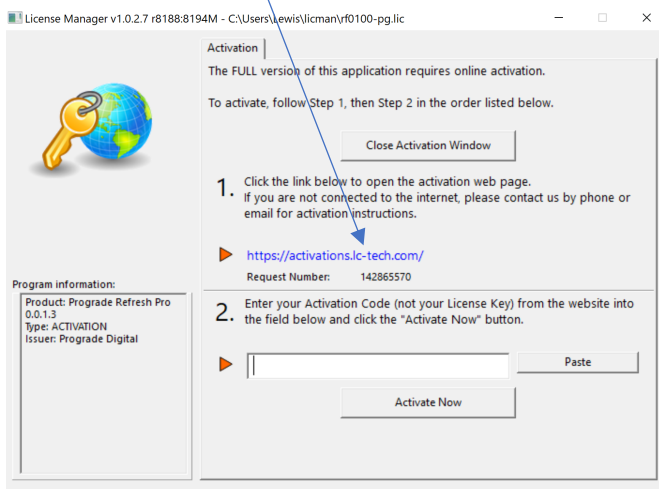 License Manager v1.0.2.7 r8188:8194M - C:\Users\Lewis\licman\rf0100-pg.lic
Activation
The FULL version of this application requires online activation.
To activate, follow Step 1, then Step 2 in the order listed below.
Close Activation Window
1. Click the link below to open the activation web page.
If you are not connected to the internet, please contact us by phone or
email for activation instructions.
https://activations.lc-tech.com/
Request Number: 142865570
Program information:
Product: Prograde Refresh Pro
0.0.1.3
Type: ACTIVATION
Issuer: Prograde Digital
2. Enter your Activation Code (not your License Key) from the website into
the field below and click the "Activate Now" button.
Paste
Activate Now